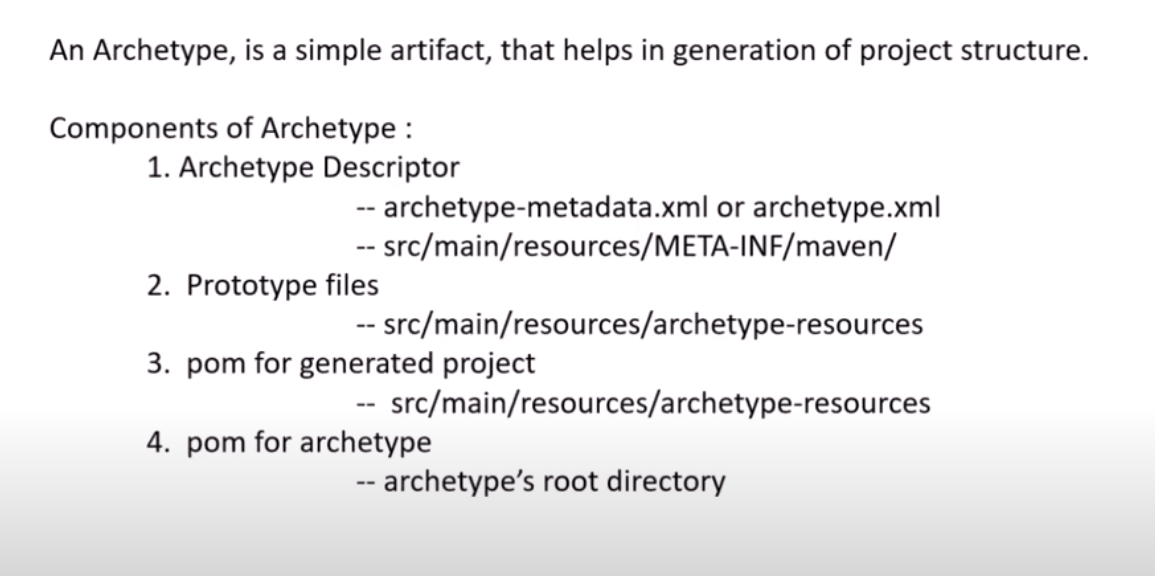 An Archetype, is a simple artifact, that helps in generation of project structure.
Components of Archetype :
1. Archetype Descriptor
-- archetype-metadata.xml or archetype.xml
-- src/main/resources/META-INF/maven/
2. Prototype files
-- src/main/resources/archetype-resources
3. pom for generated project
-- src/main/resources/archetype-resources
4. pom for archetype
-- archetype’s root directory